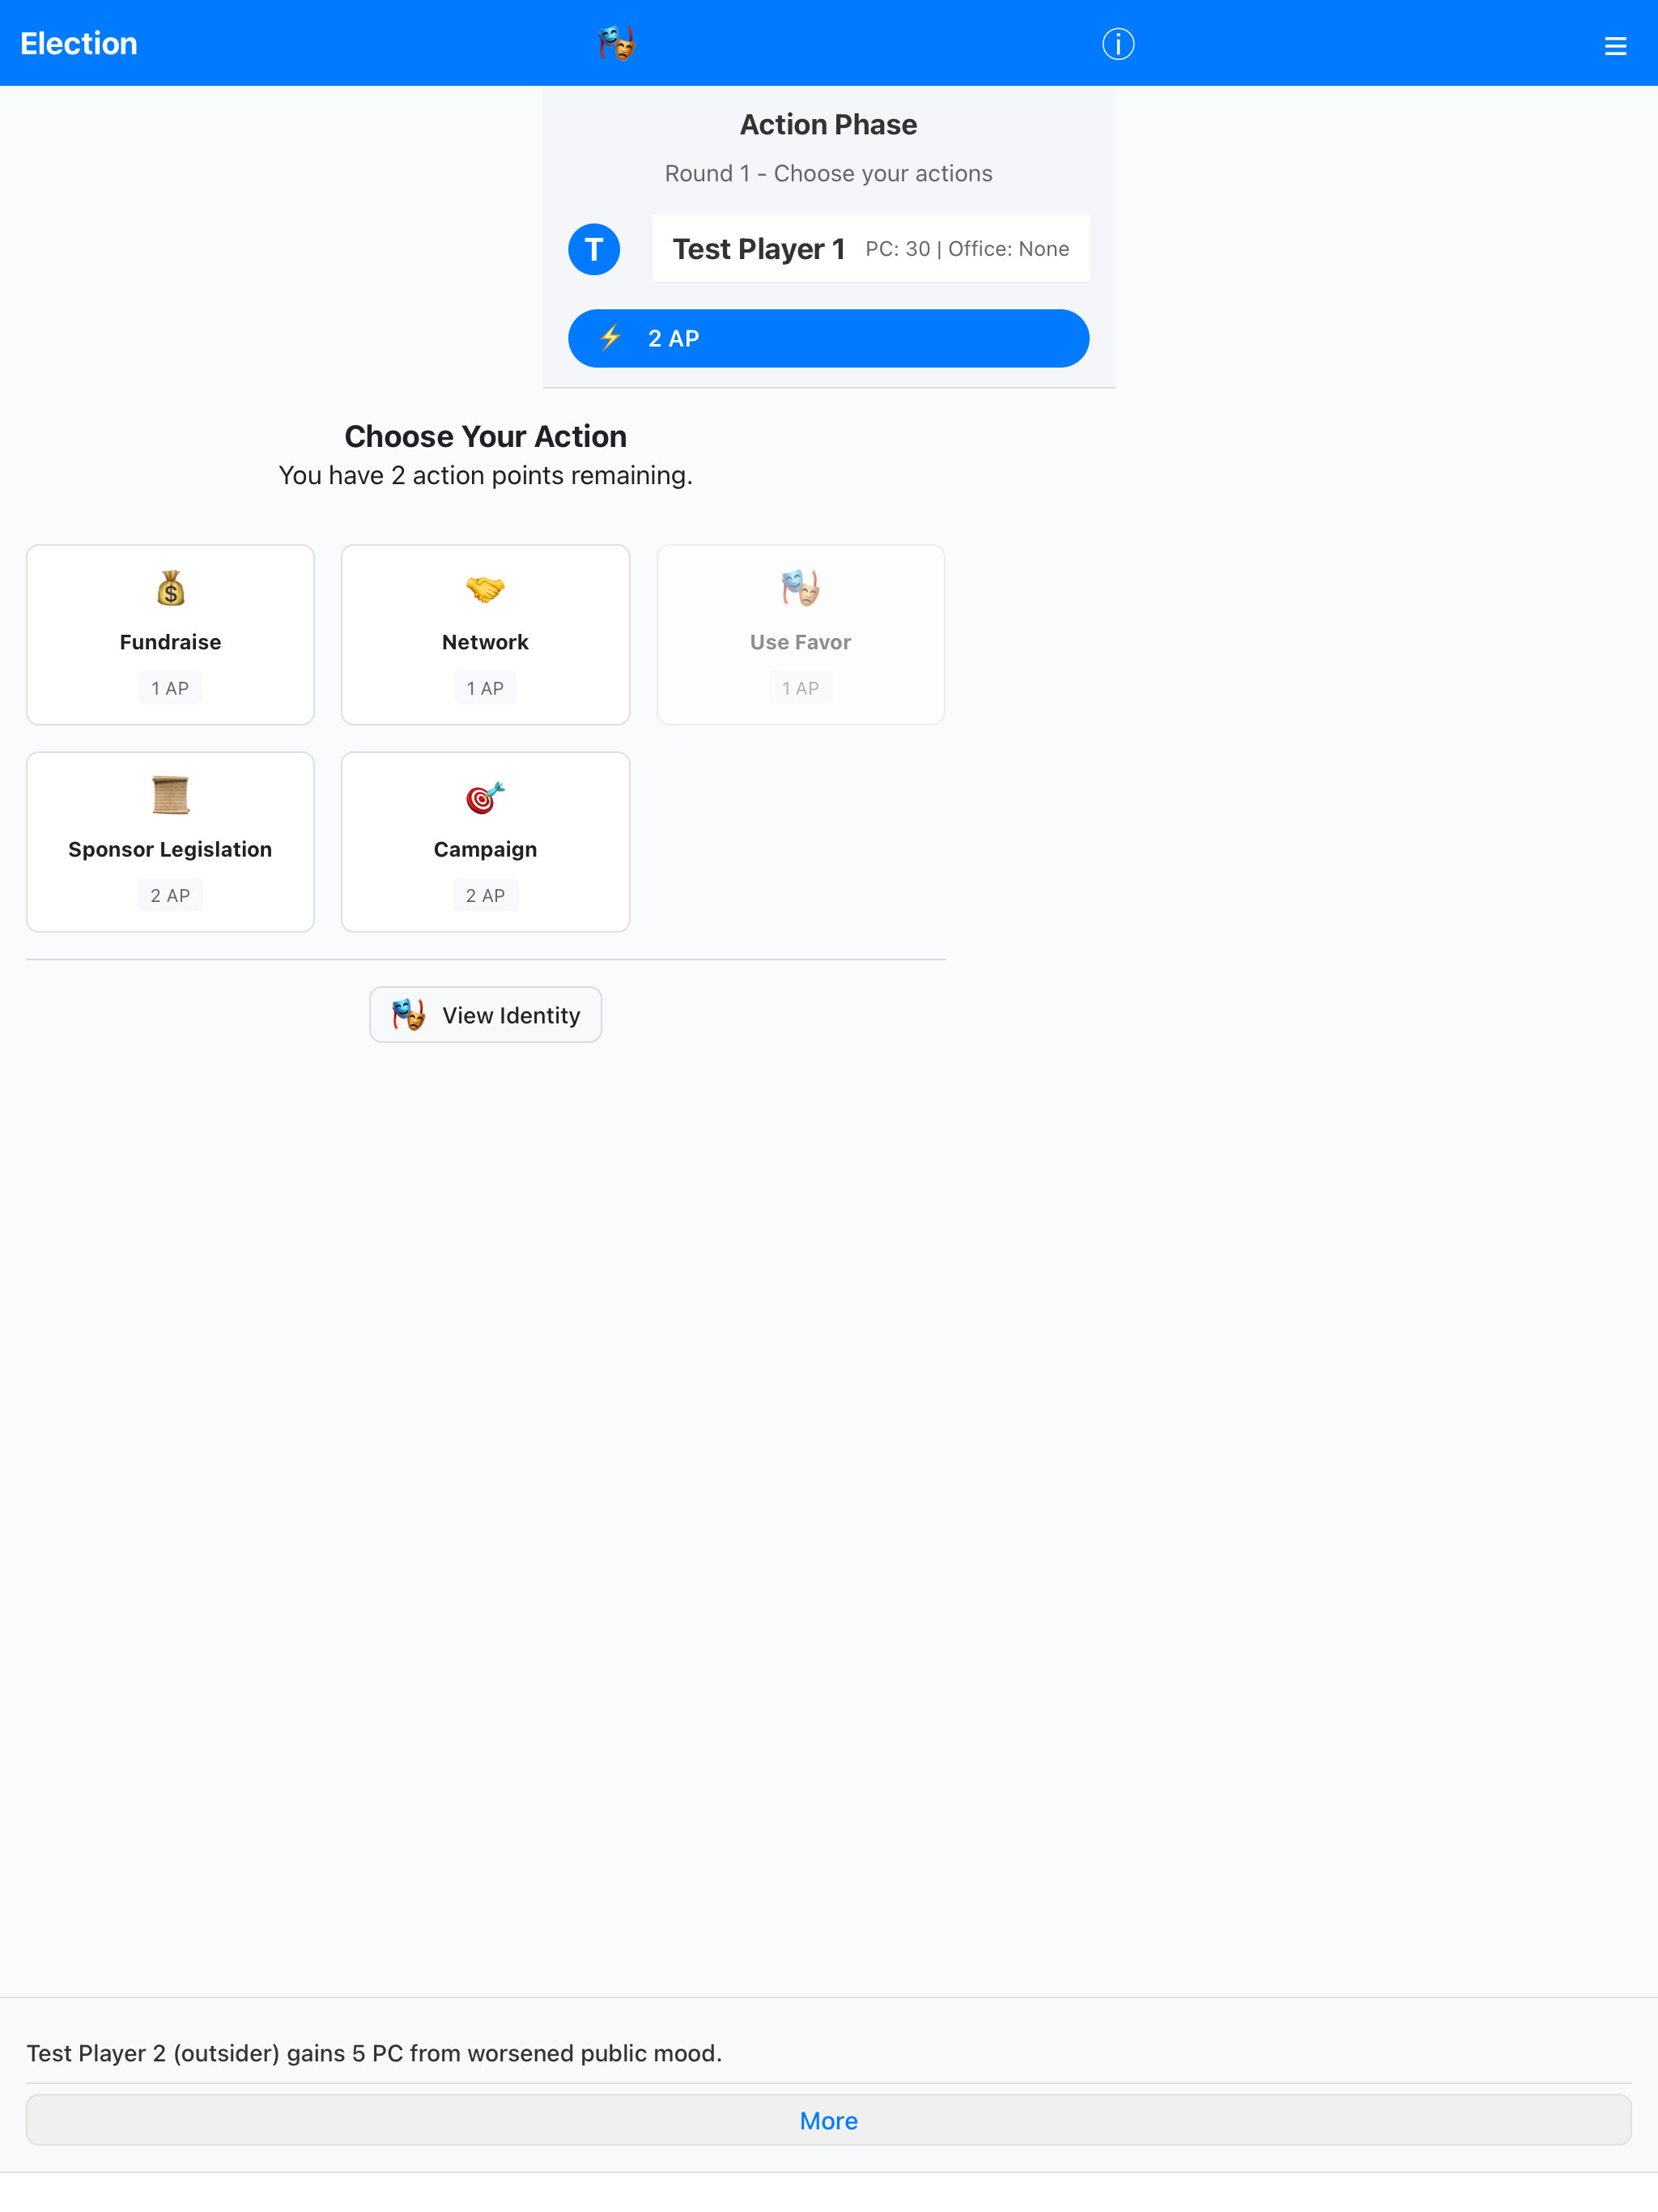 Election
Action Phase
Round 1 - Choose your actions
T
Test Player 1 PC: 30 | Office: None
⚡ 2 AP
Choose Your Action
You have 2 action points remaining.
Fundraise
1 AP
Network
1 AP
Use Favor
1 AP
Sponsor Legislation
2 AP
Campaign
2 AP
View Identity
Test Player 2 (outsider) gains 5 PC from worsened public mood.
More